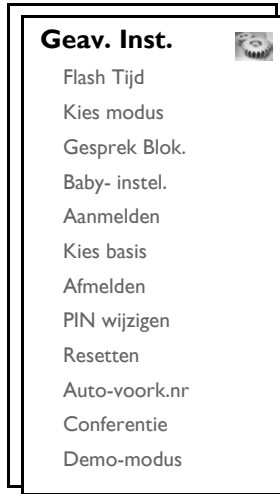 Geav. Inst.
Flash Tijd
Kies modus
Gesprek Blok.
Baby- instel.
Aanmelden
Kies basis
Afmelden
PIN wijzigen
Resetten
Auto-voork.nr
Conferentie
Demo-modus